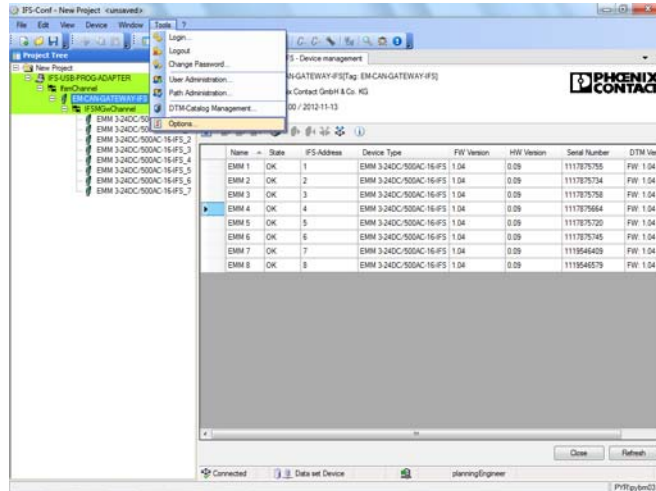 IFS-Conf - New Project <unsaved>
File Edit View Device Window Tools ?
Login...
Logout
Change Password...
User Administration...
Path Administration...
DTM-Catalog Management...
Options...
Project Tree
New Project
IFS-USB-PROG-ADAPTER
IfsnChannel
EM-CAN-GATEWAY-IFS
IFSMGwChannel
EMM 3-24DC/50
EMM 3-24DC/50
EMM 3-24DC/500AC-16-IFS_2
EMM 3-24DC/500AC-16-IFS_3
EMM 3-24DC/500AC-16-IFS_4
EMM 3-24DC/500AC-16-IFS_5
EMM 3-24DC/500AC-16-IFS_6
EMM 3-24DC/500AC-16-IFS_7
FS - Device management
AN-GATEWAY-IFS[Tag: EM-CAN-GATEWAY-IFS]
x Contact GmbH & Co. KG
00 / 2012-11-13
PHŒNIX
CONTACT
Name State IFS-Address Device Type FW Version HW Version Serial Number DTM Ve
EMM 1 OK 1 EMM 3-24DC/500AC-16-IFS 1.04 0.09 1117875755 FW: 1.04
EMM 2 OK 2 EMM 3-24DC/500AC-16-IFS 1.04 0.09 1117875734 FW: 1.04
EMM 3 OK 3 EMM 3-24DC/500AC-16-IFS 1.04 0.09 1117875758 FW: 1.04
EMM 4 OK 4 EMM 3-24DC/500AC-16-IFS 1.04 0.09 1117875664 FW: 1.04
EMM 5 OK 5 EMM 3-24DC/500AC-16-IFS 1.04 0.09 1117875720 FW: 1.04
EMM 6 OK 6 EMM 3-24DC/500AC-16-IFS 1.04 0.09 1117875745 FW: 1.04
EMM 7 OK 7 EMM 3-24DC/500AC-16-IFS 1.04 0.09 1119546409 FW: 1.04
EMM 8 OK 8 EMM 3-24DC/500AC-16-IFS 1.04 0.09 1119546579 FW: 1.04
Close Refresh
Connected Data set Device planningEngineer